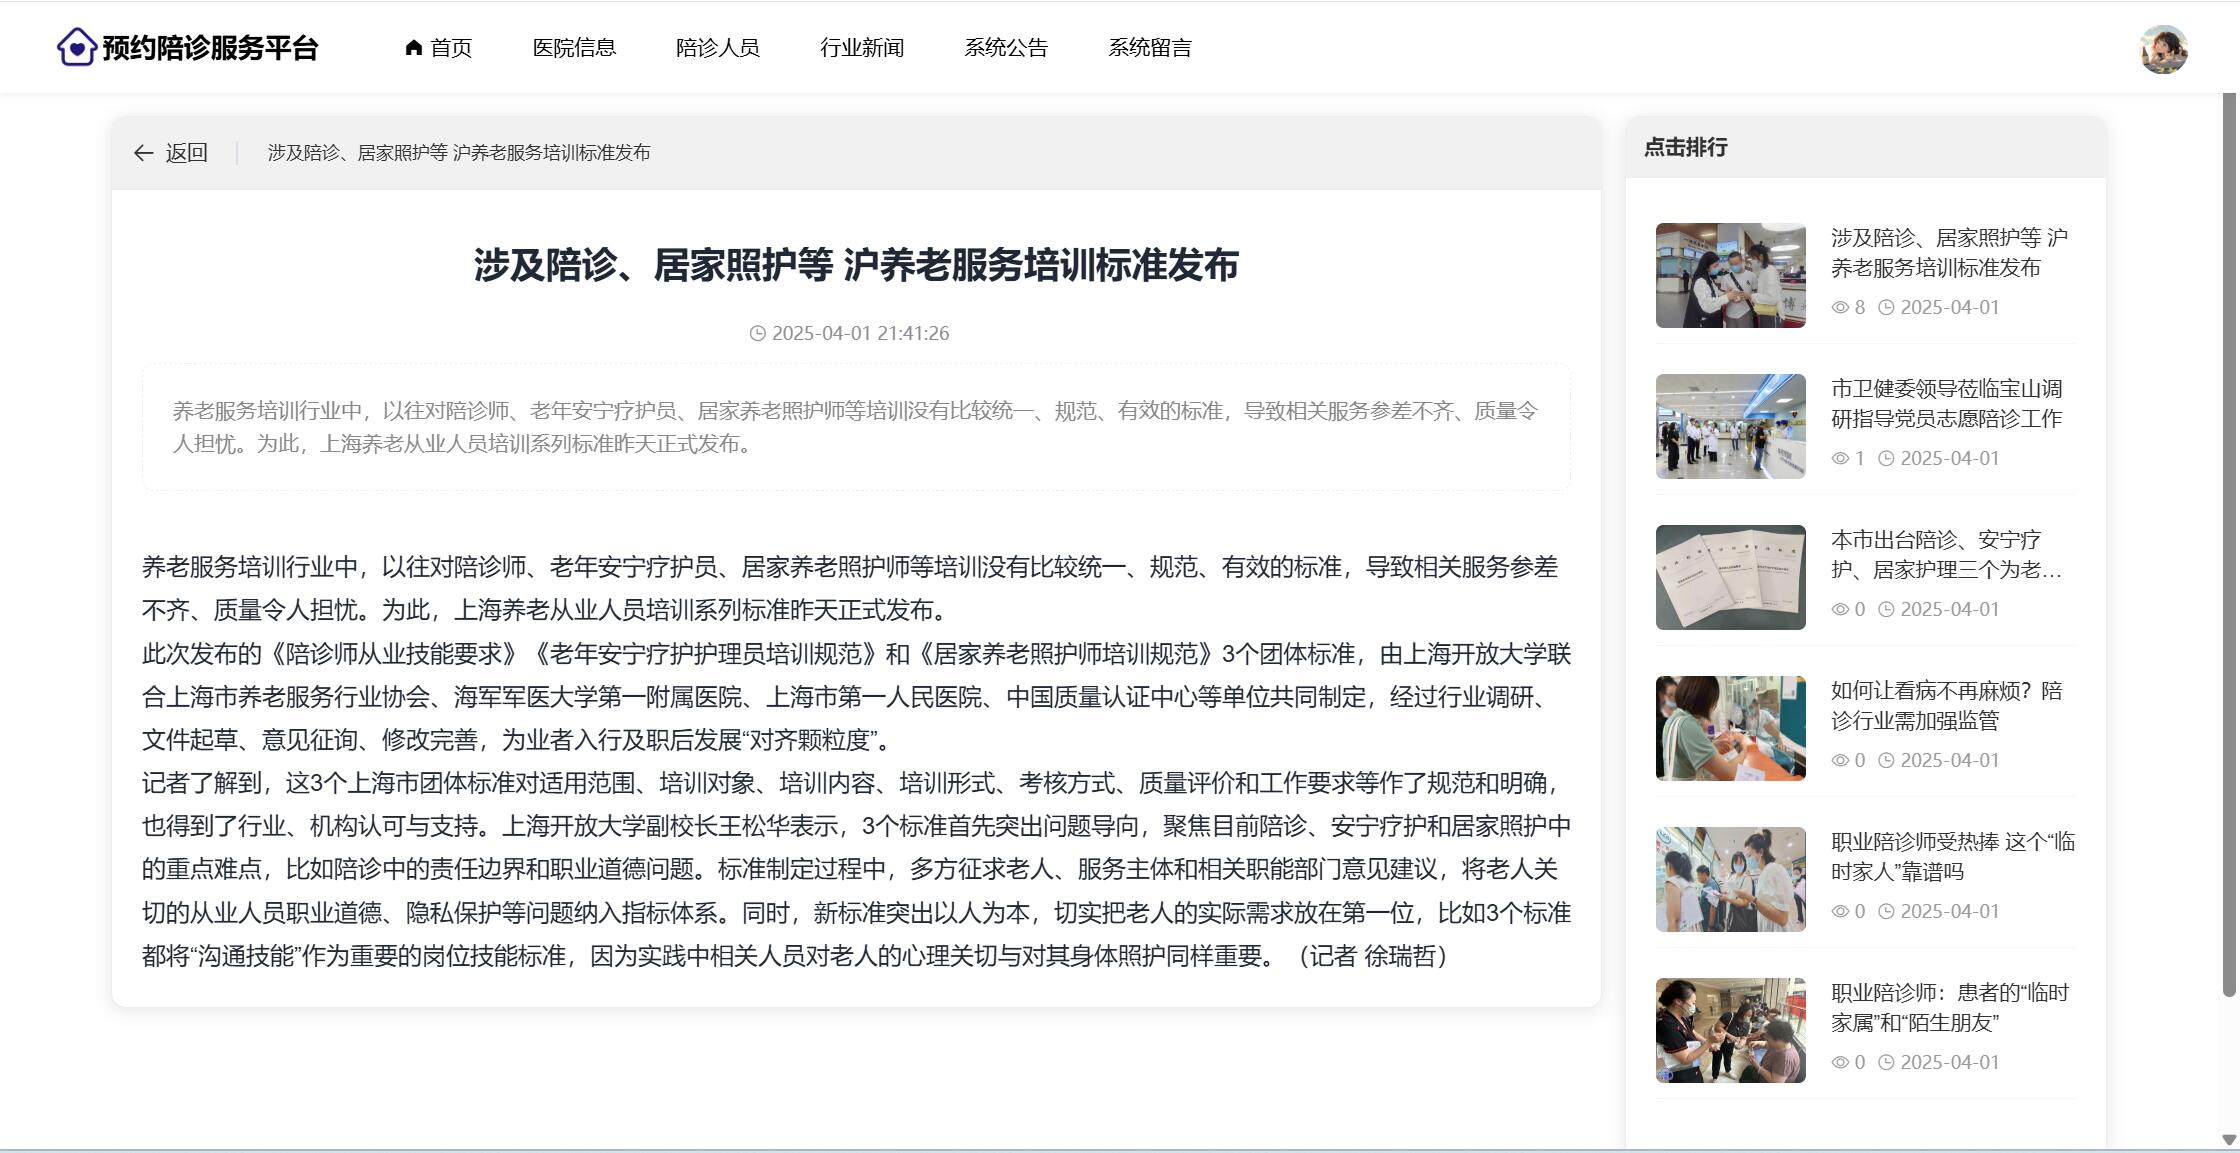 预约陪诊服务平台
首页
医院信息
陪诊人员
行业新闻
系统公告
系统留言
返回
涉及陪诊、居家照护等 沪养老服务培训标准发布
涉及陪诊、居家照护等 沪养老服务培训标准发布
2025-04-01 21:41:26
养老服务培训行业中，以往对陪诊师、老年安宁疗护员、居家养老照护师等培训没有比较统一、规范、有效的标准，导致相关服务参差不齐、质量令
人担忧。为此，上海养老从业人员培训系列标准昨天正式发布。
养老服务培训行业中，以往对陪诊师、老年安宁疗护员、居家养老照护师等培训没有比较统一、规范、有效的标准，导致相关服务参差
不齐、质量令人担忧。为此，上海养老从业人员培训系列标准昨天正式发布。
此次发布的《陪诊师从业技能要求》《老年安宁疗护护理员培训规范》和《居家养老照护师培训规范》3个团体标准，由上海开放大学联
合上海市养老服务行业协会、海军军医大学第一附属医院、上海市第一人民医院、中国质量认证中心等单位共同制定，经过行业调研、
文件起草、意见征询、修改完善，为业者入行及职后发展“对齐颗粒度”。
记者了解到，这3个上海市团体标准对适用范围、培训对象、培训内容、培训形式、考核方式、质量评价和工作要求等作了规范和明确，
也得到了行业、机构认可与支持。上海开放大学副校长王松华表示，3个标准首先突出问题导向，聚焦目前陪诊、安宁疗护和居家照护中
的重点难点，比如陪诊中的责任边界和职业道德问题。标准制定过程中，多方征求老人、服务主体和相关职能部门意见建议，将老人关
切的从业人员职业道德、隐私保护等问题纳入指标体系。同时，新标准突出以人为本，切实把老人的实际需求放在第一位，比如3个标准
都将“沟通技能”作为重要的岗位技能标准，因为实践中相关人员对老人的心理关切与对其身体照护同样重要。（记者 徐瑞哲）
点击排行
涉及陪诊、居家照护等 沪
养老服务培训标准发布
8 2025-04-01
市卫健委领导莅临宝山调
研指导党员志愿陪诊工作
1 2025-04-01
本市出台陪诊、安宁疗
护、居家护理三个为老…
0 2025-04-01
如何让看病不再麻烦？陪
诊行业需加强监管
0 2025-04-01
职业陪诊师受热捧 这个“临
时家人”靠谱吗
0 2025-04-01
职业陪诊师：患者的“临时
家属”和“陌生朋友”
0 2025-04-01